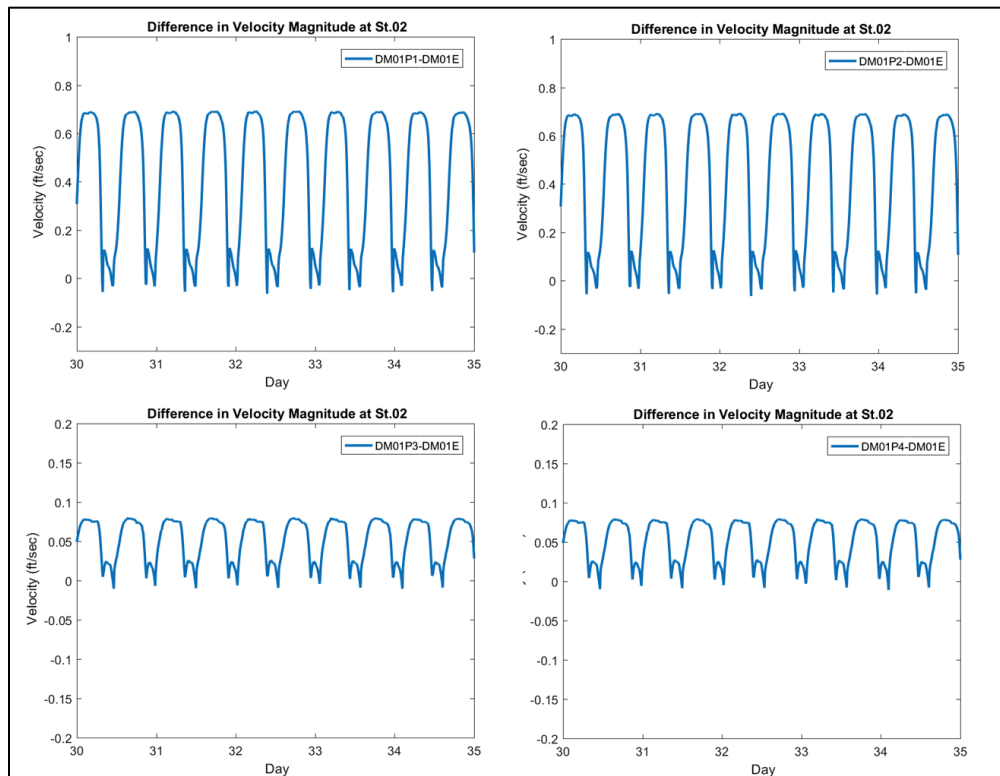 Difference in Velocity Magnitude at St.02
DM01P1-DM01E
Velocity (ft/sec)
1
0.8
0.6
0.4
0.2
0
-0.2
30 31 32 33 34 35
Day
Difference in Velocity Magnitude at St.02
DM01P2-DM01E
Velocity (ft/sec)
1
0.8
0.6
0.4
0.2
0
-0.2
30 31 32 33 34 35
Day
Difference in Velocity Magnitude at St.02
DM01P3-DM01E
Velocity (ft/sec)
0.2
0.15
0.1
0.05
0
-0.05
-0.1
-0.15
-0.2
30 31 32 33 34 35
Day
Difference in Velocity Magnitude at St.02
DM01P4-DM01E
0.2
0.15
0.1
0.05
0
-0.05
-0.1
-0.15
-0.2
30 31 32 33 34 35
Day